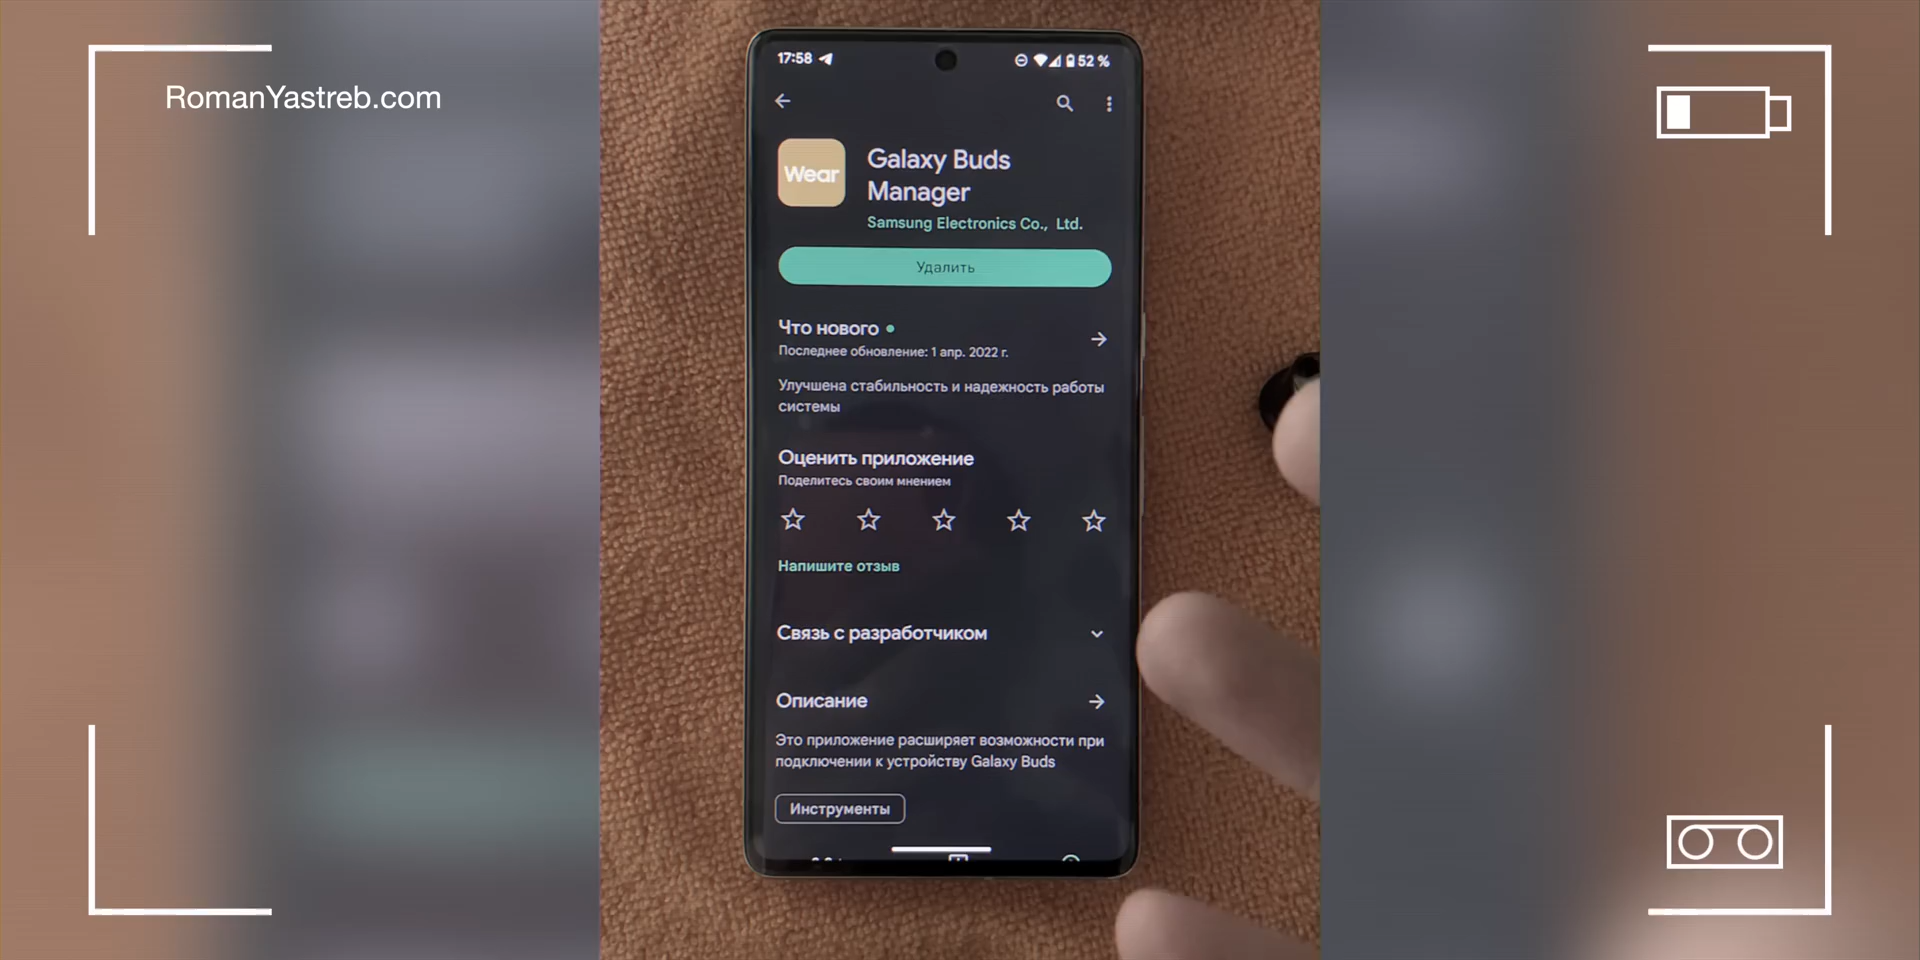 RomanYastreb.com
17:58
52 %
Wear
Galaxy Buds
Manager
Samsung Electronics Co., Ltd.
Удалить
Что нового
Последнее обновление: 1 апр. 2022 г.
Улучшена стабильность и надежность работы
системы
Оценить приложение
Поделитесь своим мнением
Напишите отзыв
Связь с разработчиком
Описание
Это приложение расширяет возможности при
подключении к устройству Galaxy Buds
Инструменты